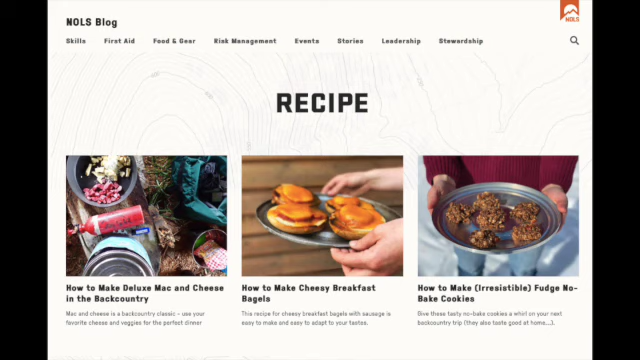 NOLS Blog
NOLS
Skills First Aid Food & Gear Risk Management Events Stories Leadership Stewardship
RECIPE
How to Make Deluxe Mac and Cheese
in the Backcountry
Mac and cheese is a backcountry classic – use your
favorite cheese and veggies for the perfect dinner
How to Make Cheesy Breakfast
Bagels
This recipe for cheesy breakfast bagels with sausage is
easy to make and easy to adapt to your tastes.
How to Make (Irresistible) Fudge No-
Bake Cookies
Give these tasty no-bake cookies a whirl on your next
backcountry trip (they also taste good at home...).